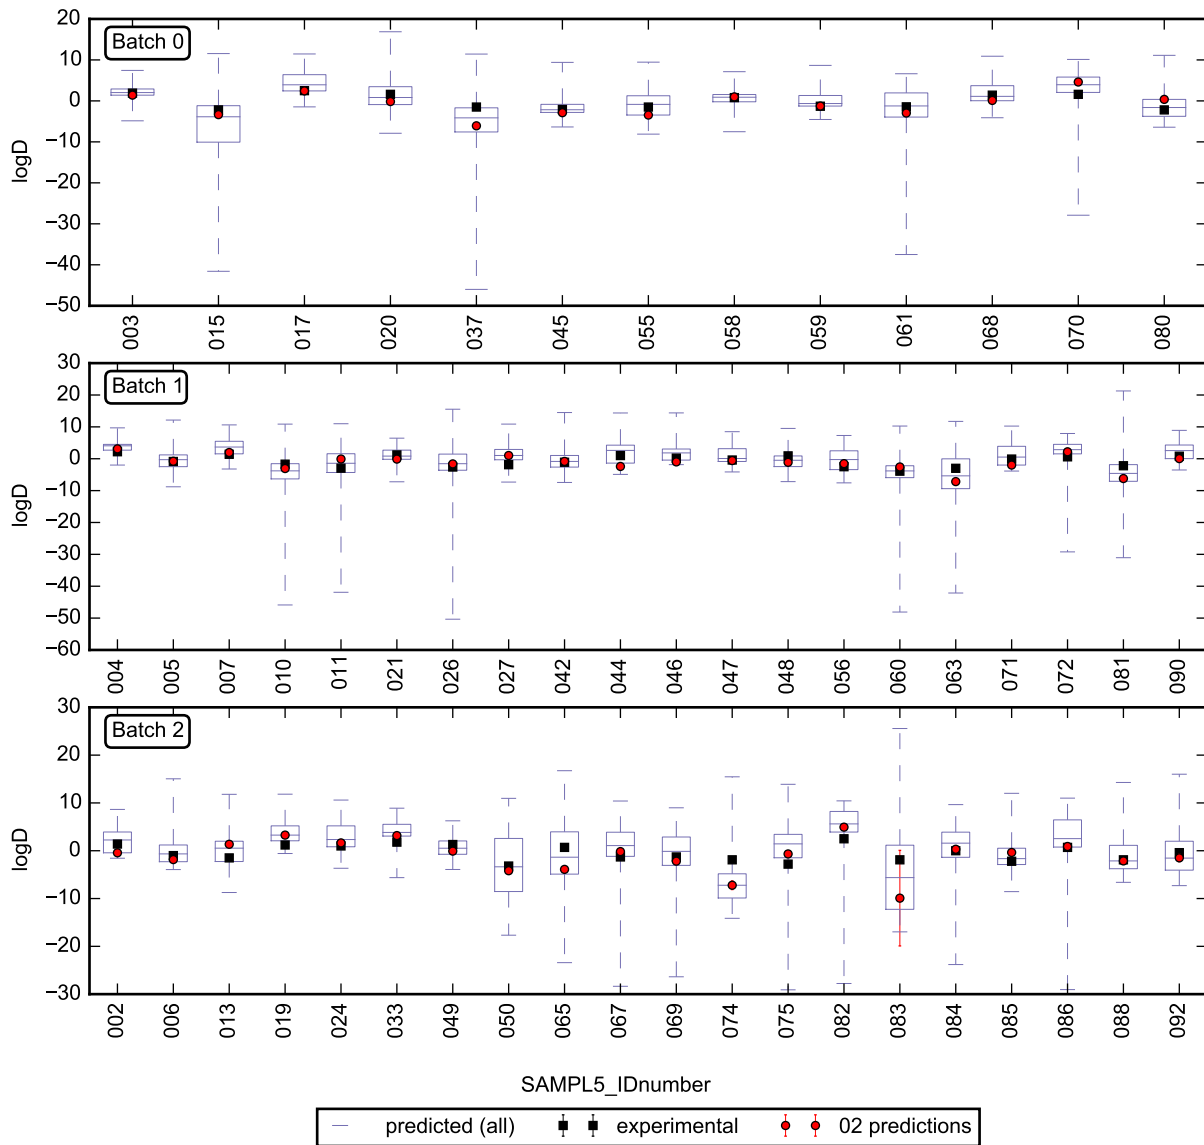 20
10
0
−10
−20
−30
−40
−50
logD
Batch 0
003 015 017 020 037 045 055 058 059 061 068 070 080
30
20
10
0
−10
−20
−30
−40
−50
−60
logD
Batch 1
004 005 007 010 011 021 026 027 042 044 046 047 048 056 060 063 071 072 081 090
30
20
10
0
−10
−20
−30
logD
Batch 2
002 006 013 019 024 033 049 050 065 067 069 074 075 082 083 084 085 086 088 092
SAMPL5_IDnumber
predicted (all) experimental 02 predictions